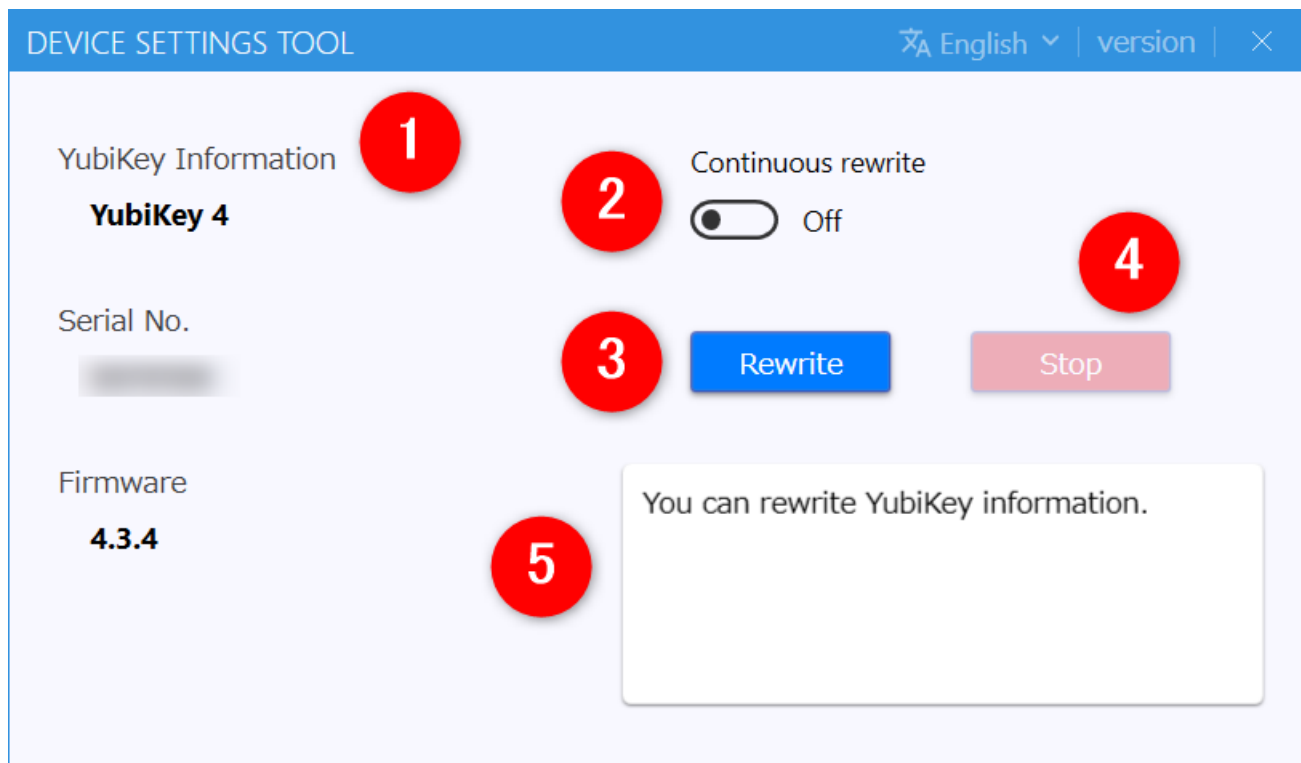 DEVICE SETTINGS TOOL English version
YubiKey Information
1
YubiKey 4
2
Continuous rewrite
Off
Serial No.
3
Rewrite
4
Stop
Firmware
4.3.4
5
You can rewrite YubiKey information.